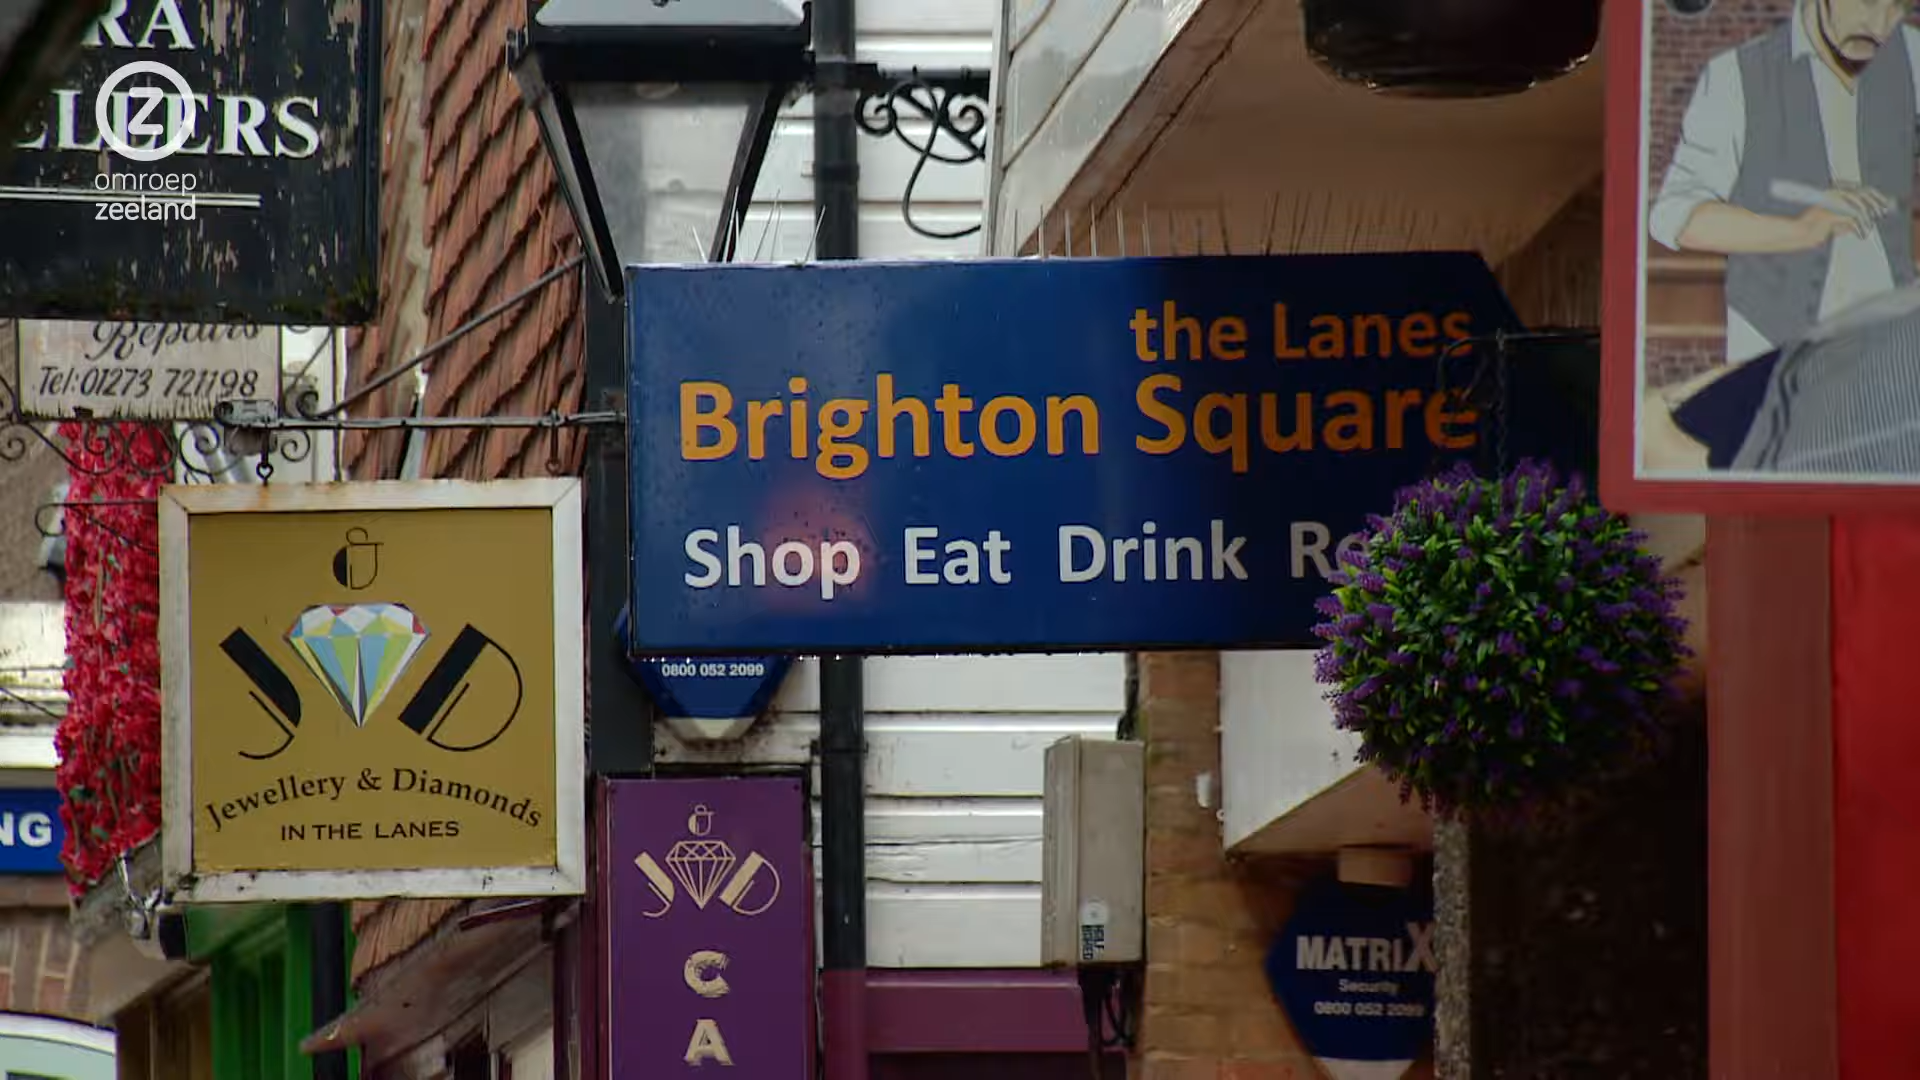 RA
omroep
zeeland
Repairs
Tel: 01273 721198
the Lanes
Brighton Square
Shop Eat Drink
&
J D
Jewellery & Diamonds
IN THE LANES
0800 052 2099
NG
&
J D
C
A
MATRIX
Security
0800 052 2099